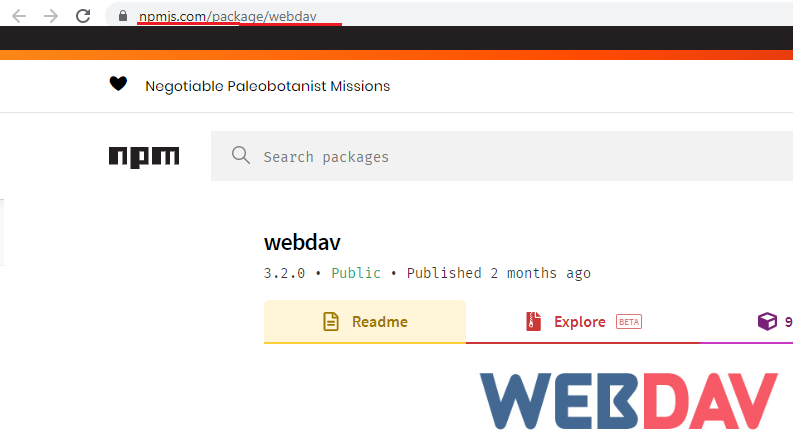 npmjs.com/package/webdav
Negotiable Paleobotanist Missions
npm
Search packages
webdav
3.2.0 • Public • Published 2 months ago
Readme
Explore BETA
9
WEBDAV